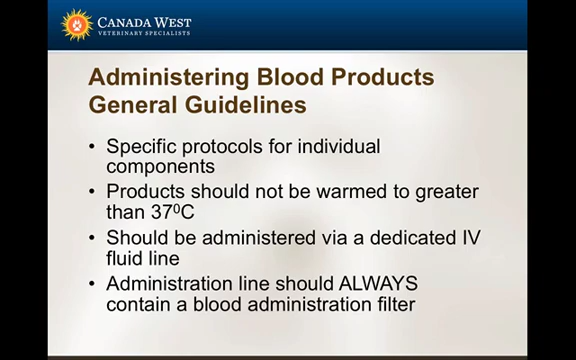 CANADA WEST
VETERINARY SPECIALISTS
Administering Blood Products
General Guidelines
• Specific protocols for individual
components
• Products should not be warmed to greater
than 37⁰C
• Should be administered via a dedicated IV
fluid line
• Administration line should ALWAYS
contain a blood administration filter